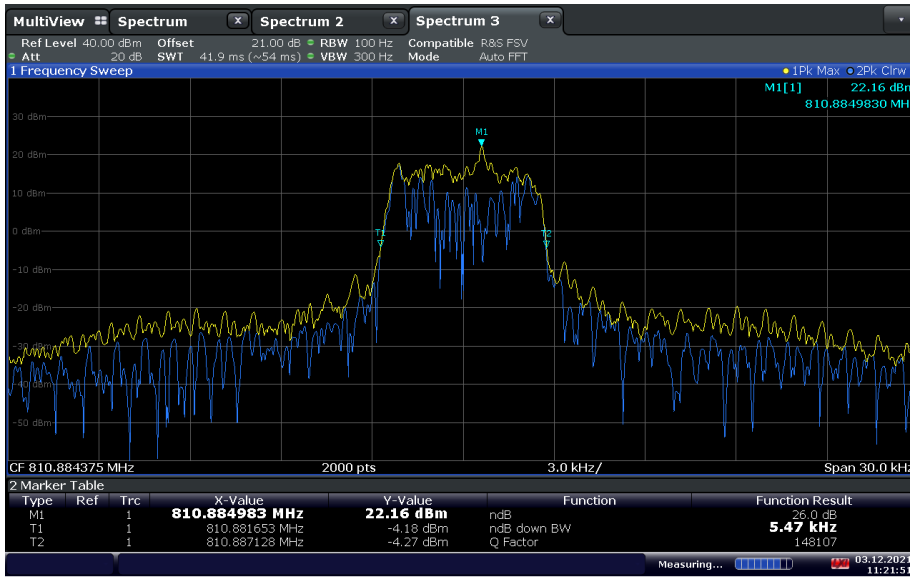 MultiView Spectrum x Spectrum 2 x Spectrum 3 x
Ref Level 40.00 dBm Offset 21.00 dB RBW 100 Hz Compatible R&S FSV
Att 20 dB SWT 41.9 ms (~54 ms) VBW 300 Hz Mode Auto FFT
1 Frequency Sweep 1Pk Max 2Pk Clrw
M1[1] 22.16 dBm
810.8849830 MH
30 dBm
M1
20 dBm
10 dBm
0 dBm T1 T2
-10 dBm
-20 dBm
-30 dBm
-40 dBm
-50 dBm
CF 810.884375 MHz 2000 pts 3.0 kHz/ Span 30.0 kHz
2 Marker Table
Type Ref Trc X-Value Y-Value Function Function Result
M1 1 810.884983 MHz 22.16 dBm ndB 26.0 dB
T1 1 810.881653 MHz -4.18 dBm ndB down BW 5.47 kHz
T2 1 810.887128 MHz -4.27 dBm Q Factor 148107
Measuring... 03.12.2021
11:21:51